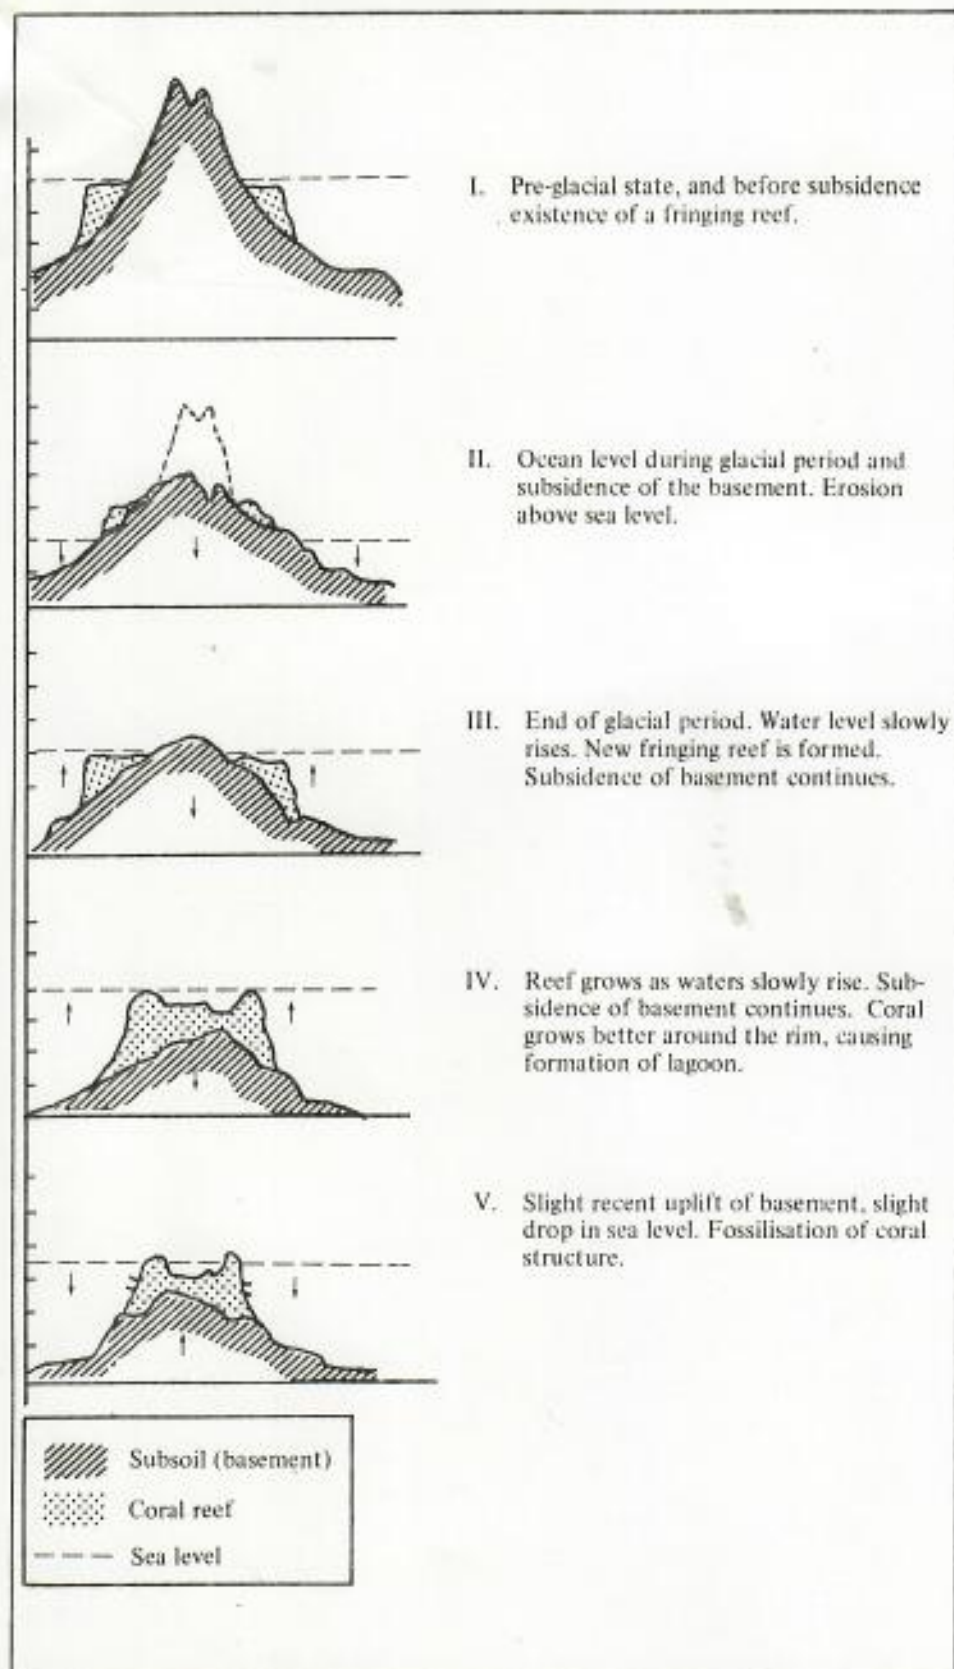 I. Pre-glacial state, and before subsidence
existence of a fringing reef.
II. Ocean level during glacial period and
subsidence of the basement. Erosion
above sea level.
III. End of glacial period. Water level slowly
rises. New fringing reef is formed.
Subsidence of basement continues.
IV. Reef grows as waters slowly rise. Sub-
sidence of basement continues. Coral
grows better around the rim, causing
formation of lagoon.
V. Slight recent uplift of basement, slight
drop in sea level. Fossilisation of coral
structure.
Subsoil (basement)
Coral reef
Sea level